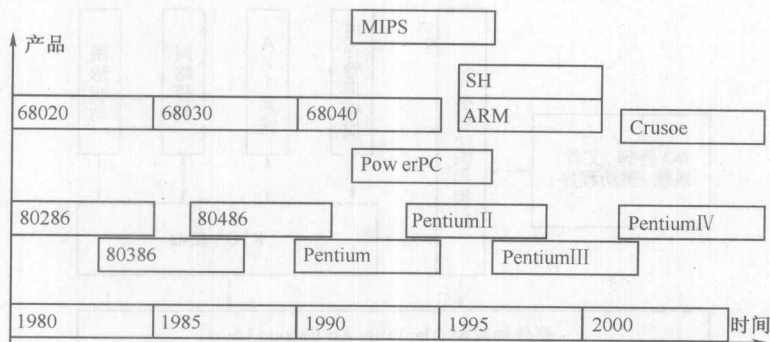 产品
MIPS
SH
68020 68030 68040 ARM Crusoe
Pow erPC
80286 80486 PentiumⅡ PentiumⅣ
80386 Pentium PentiumⅢ
1980 1985 1990 1995 2000 时间